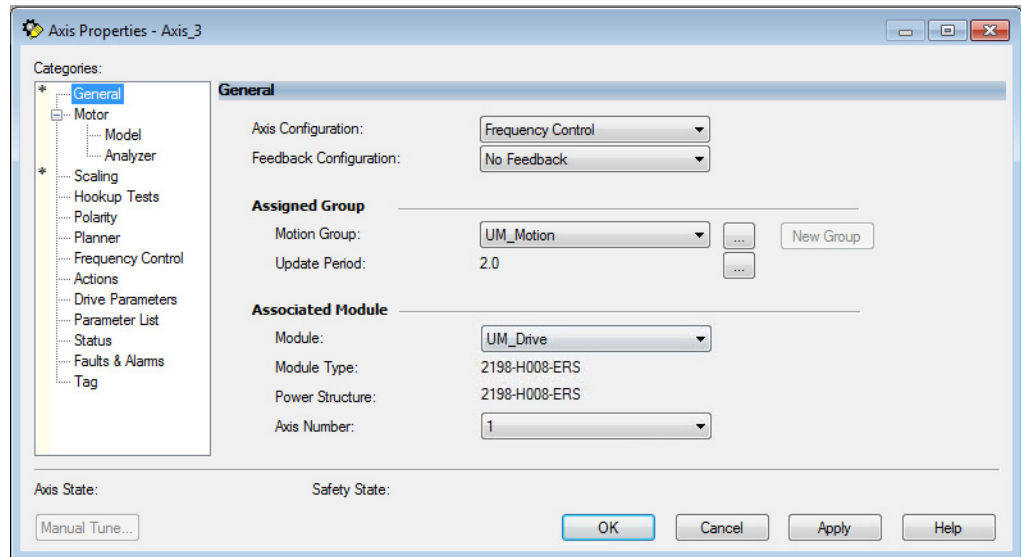 Axis Properties - Axis_3
Categories:
* General
Motor
Model
Analyzer
* Scaling
Hookup Tests
Polarity
Planner
Frequency Control
Actions
Drive Parameters
Parameter List
Status
Faults & Alarms
Tag
General
Axis Configuration: Frequency Control
Feedback Configuration: No Feedback
Assigned Group
Motion Group: UM_Motion ... New Group
Update Period: 2.0 ...
Associated Module
Module: UM_Drive
Module Type: 2198-H008-ERS
Power Structure: 2198-H008-ERS
Axis Number: 1
Axis State: Safety State:
Manual Tune... OK Cancel Apply Help